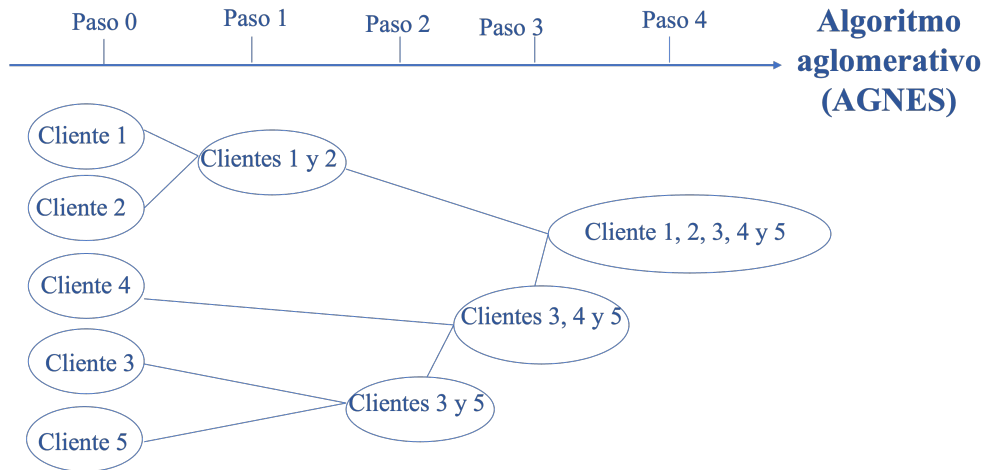 Paso 0
Paso 1
Paso 2
Paso 3
Paso 4
Algoritmo
aglomerativo
(AGNES)
Cliente 1
Clientes 1 y 2
Cliente 2
Cliente 1, 2, 3, 4 y 5
Cliente 4
Clientes 3, 4 y 5
Cliente 3
Clientes 3 y 5
Cliente 5